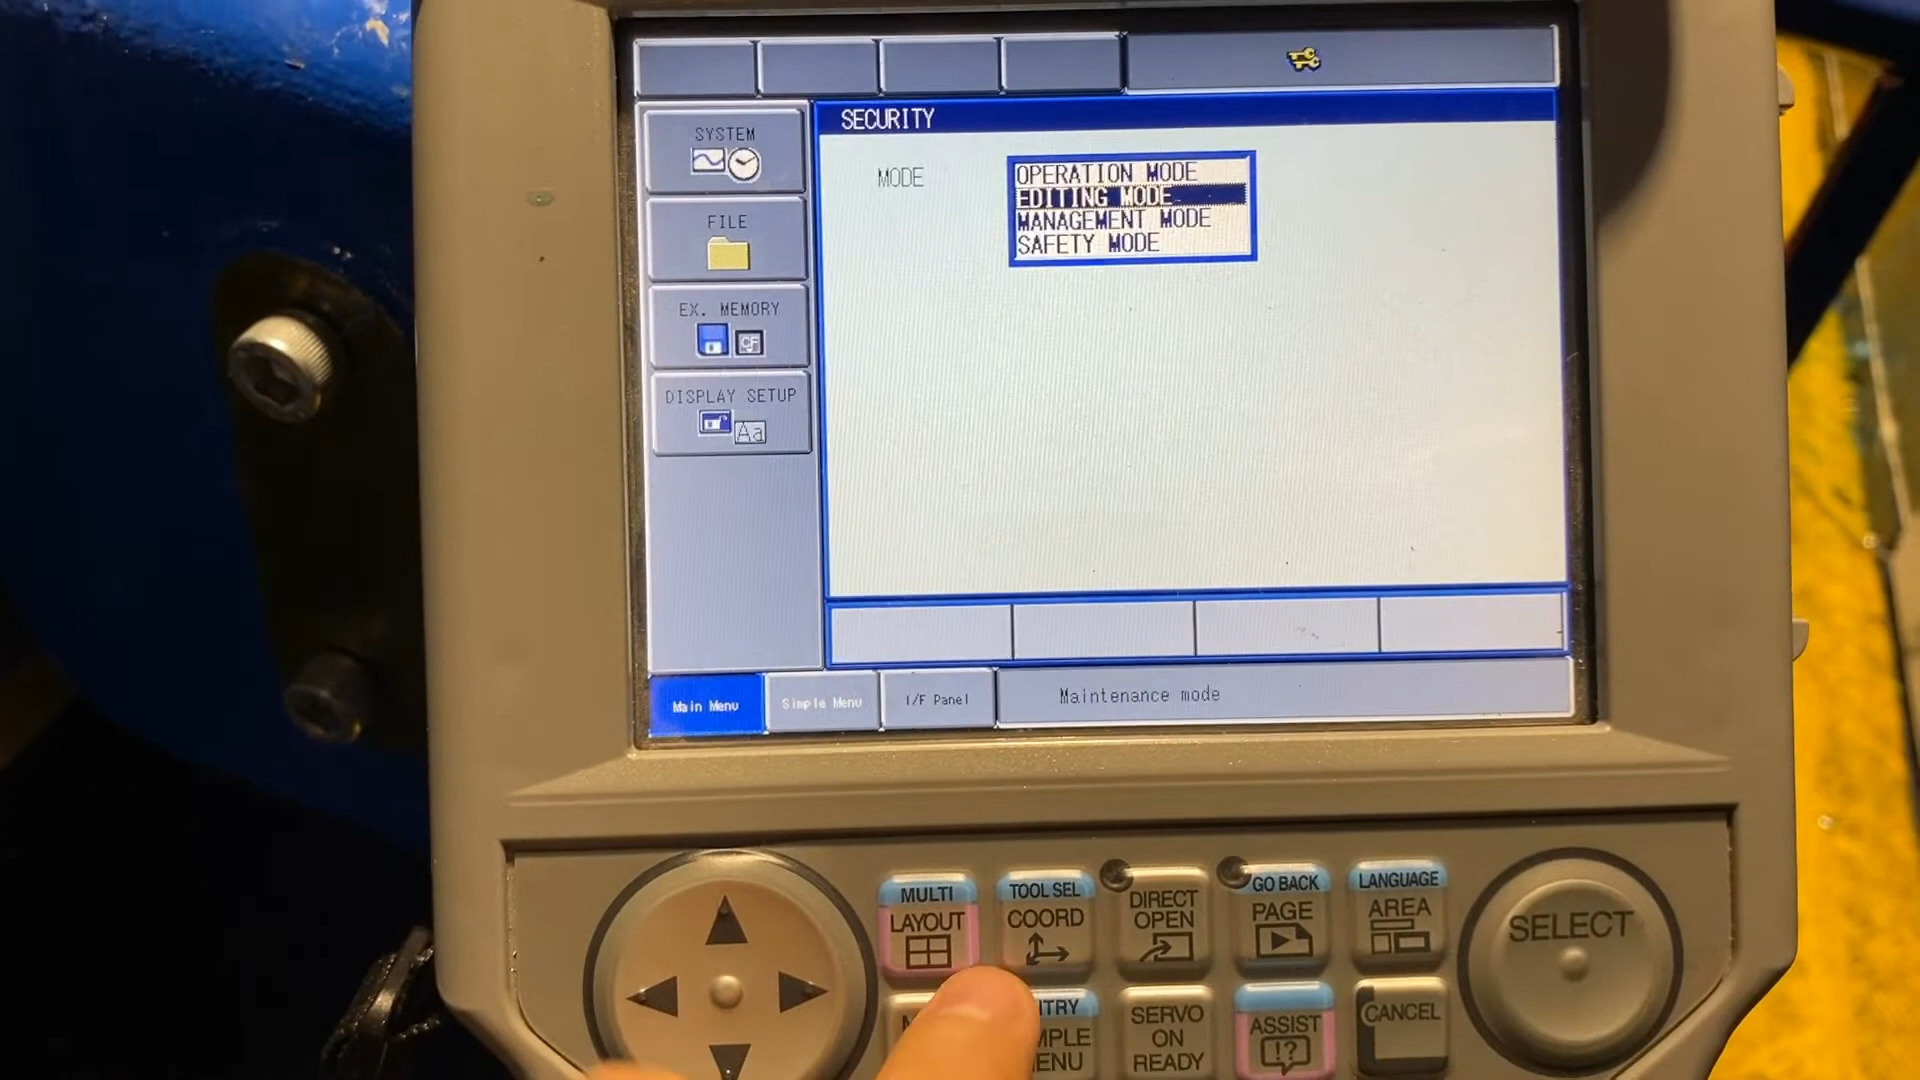 SECURITY
SYSTEM
MODE
OPERATION MODE
EDITING MODE
MANAGEMENT MODE
SAFETY MODE
FILE
EX. MEMORY
CF
DISPLAY SETUP
Aa
Main Menu
Simple Menu
I/F Panel
Maintenance mode
MULTI
LAYOUT
TOOL SEL
COORD
DIRECT
OPEN
GO BACK
PAGE
LANGUAGE
AREA
SELECT
SERVO
ON
READY
ASSIST
!?
CANCEL